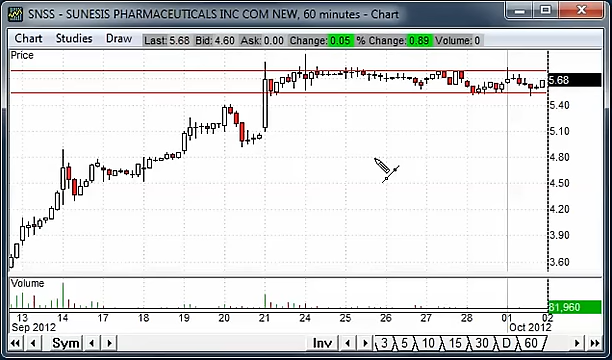 SNSS - SUNESIS PHARMACEUTICALS INC COM NEW, 60 minutes - Chart
Chart Studies Draw Last: 5.68 Bid: 4.60 Ask: 0.00 Change: 0.05 % Change: 0.89 Volume: 0
Price
5.68
5.40
5.10
4.80
4.50
4.20
3.90
3.60
Volume
81,960
13 14 17 18 19 20 21 24 25 26 27 28 01 02
Sep 2012 Oct 2012
Sym Inv 3 5 10 15 30 D 60